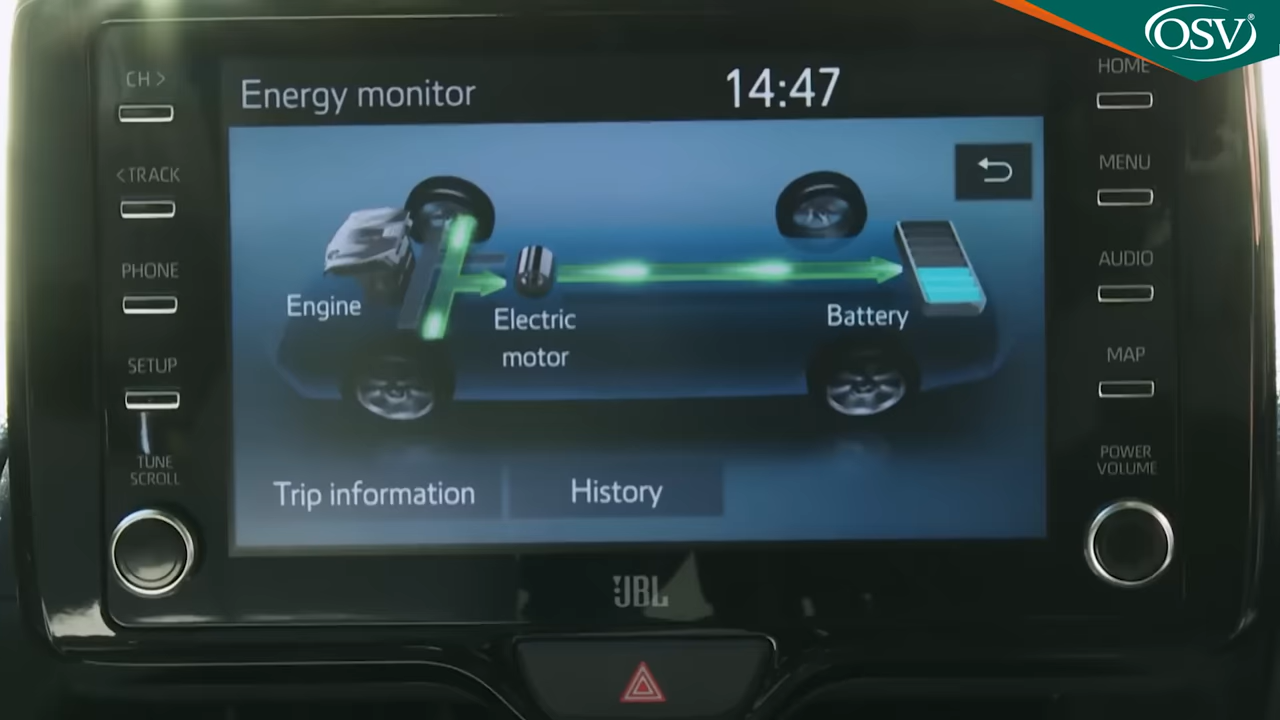 OSV®
CH >
HOME
Energy monitor
14:47
< TRACK
MENU
PHONE
AUDIO
Engine
Electric
motor
Battery
SETUP
MAP
TUNE
SCROLL
POWER
VOLUME
Trip information
History
JBL